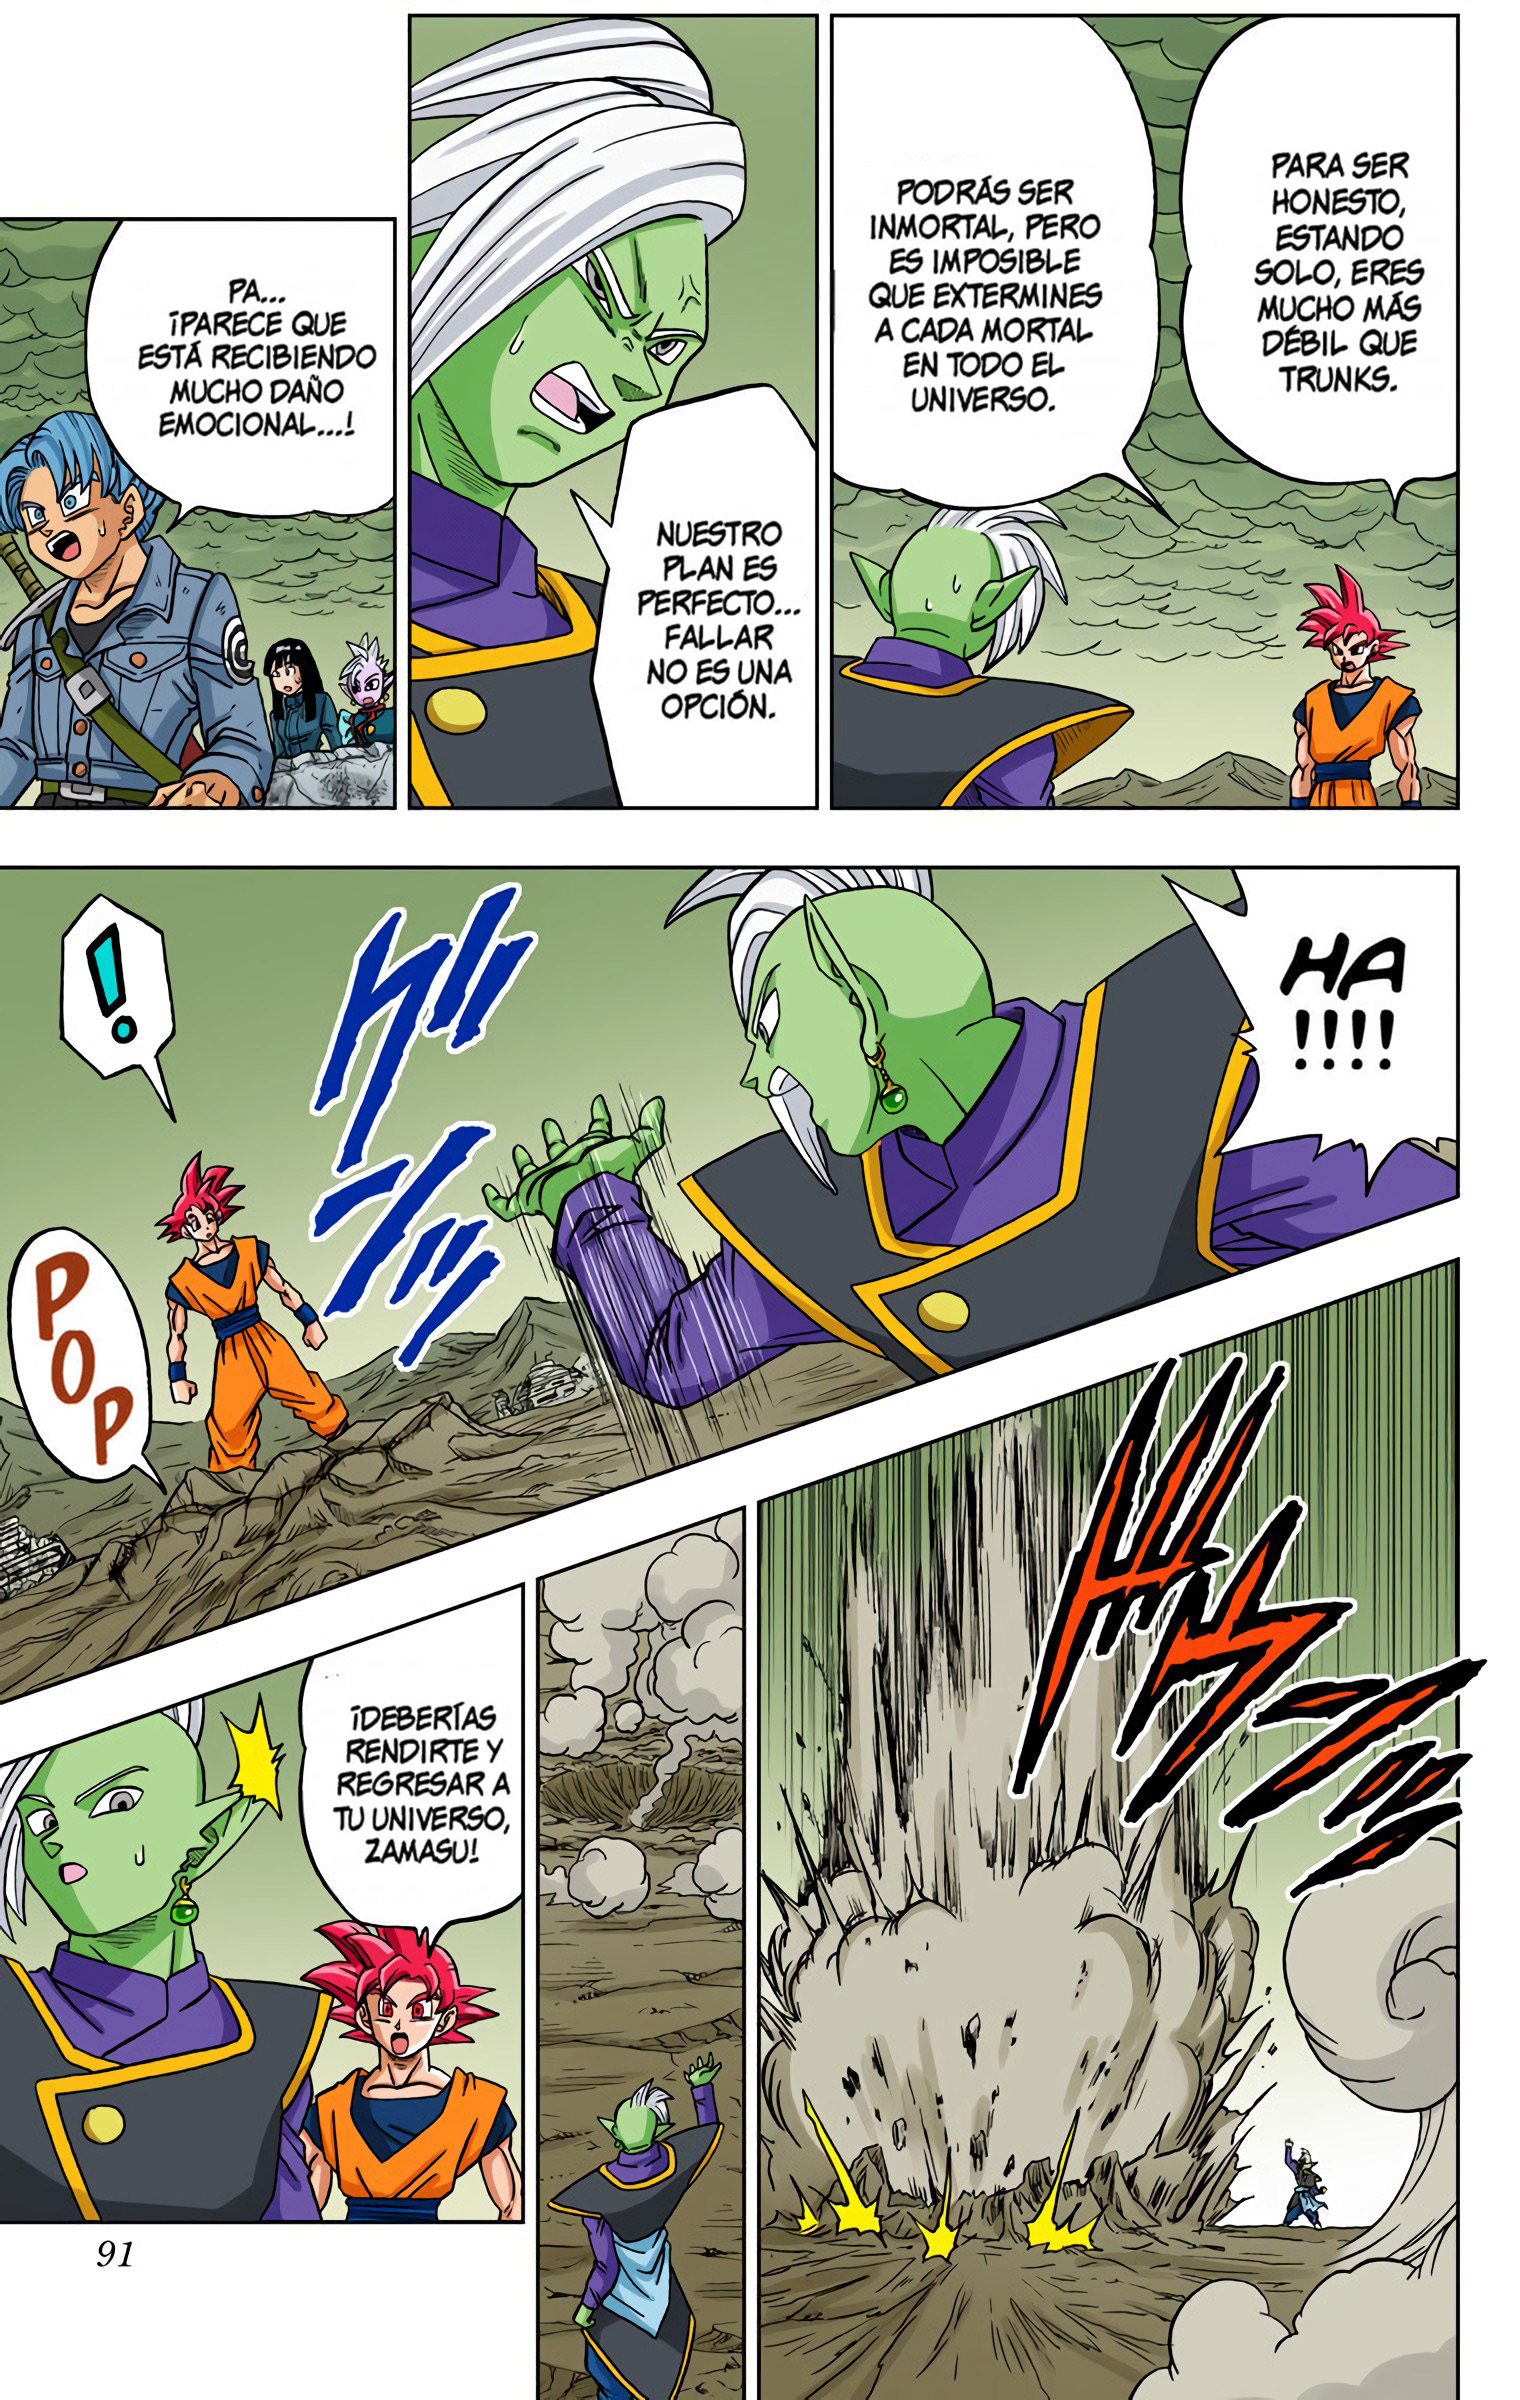 PARA SER
HONESTO,
ESTANDO
SOLO, ERES
MUCHO MÁS
DÉBIL QUE
TRUNKS.
PODRÁS SER
INMORTAL, PERO
ES IMPOSIBLE
QUE EXTERMINES
A CADA MORTAL
EN TODO EL
UNIVERSO.
NUESTRO
PLAN ES
PERFECTO...
FALLAR
NO ES UNA
OPCIÓN.
PA...
¡PARECE QUE
ESTÁ RECIBIENDO
MUCHO DAÑO
EMOCIONAL...!
HA
!!!!
!
POP
¡DEBERÍAS
RENDIRTE Y
REGRESAR A
TU UNIVERSO,
ZAMASU!
91